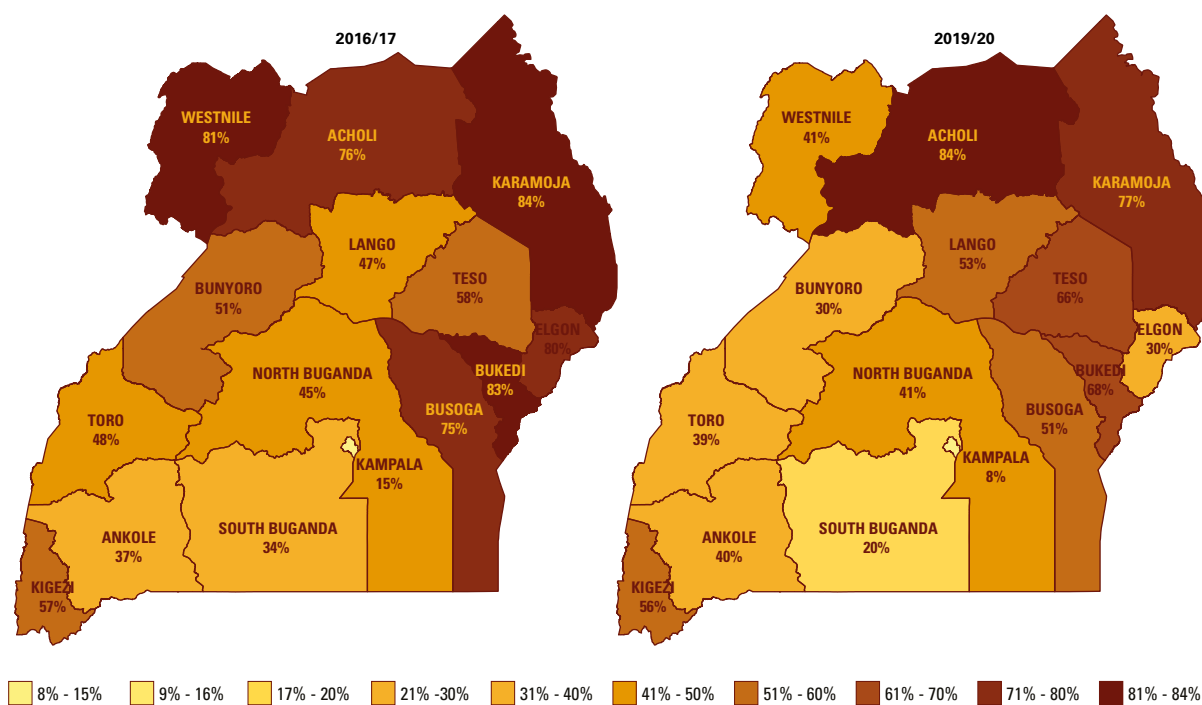 2016/17
WESTNILE
81%
ACHOLI
76%
KARAMOJA
84%
LANGO
47%
TESO
58%
BUNYORO
51%
ELGON
80%
BUKEDI
83%
NORTH BUGANDA
45%
BUSOGA
75%
TORO
48%
KAMPALA
15%
SOUTH BUGANDA
34%
ANKOLE
37%
KIGEZI
57%
2019/20
WESTNILE
41%
ACHOLI
84%
KARAMOJA
77%
LANGO
53%
TESO
66%
BUNYORO
30%
ELGON
30%
BUKEDI
68%
NORTH BUGANDA
41%
BUSOGA
51%
TORO
39%
KAMPALA
8%
SOUTH BUGANDA
20%
ANKOLE
40%
KIGEZI
56%
8% - 15%
9% - 16%
17% - 20%
21% -30%
31% - 40%
41% - 50%
51% - 60%
61% - 70%
71% - 80%
81% - 84%